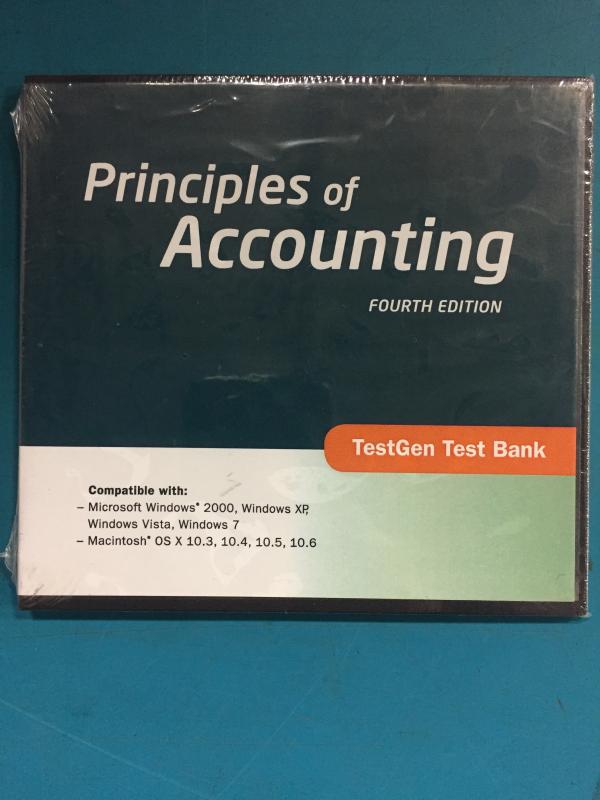 Principles of
Accounting
FOURTH EDITION
TestGen Test Bank
Compatible with:
– Microsoft Windows® 2000, Windows XP,
Windows Vista, Windows 7
– Macintosh® OS X 10.3, 10.4, 10.5, 10.6